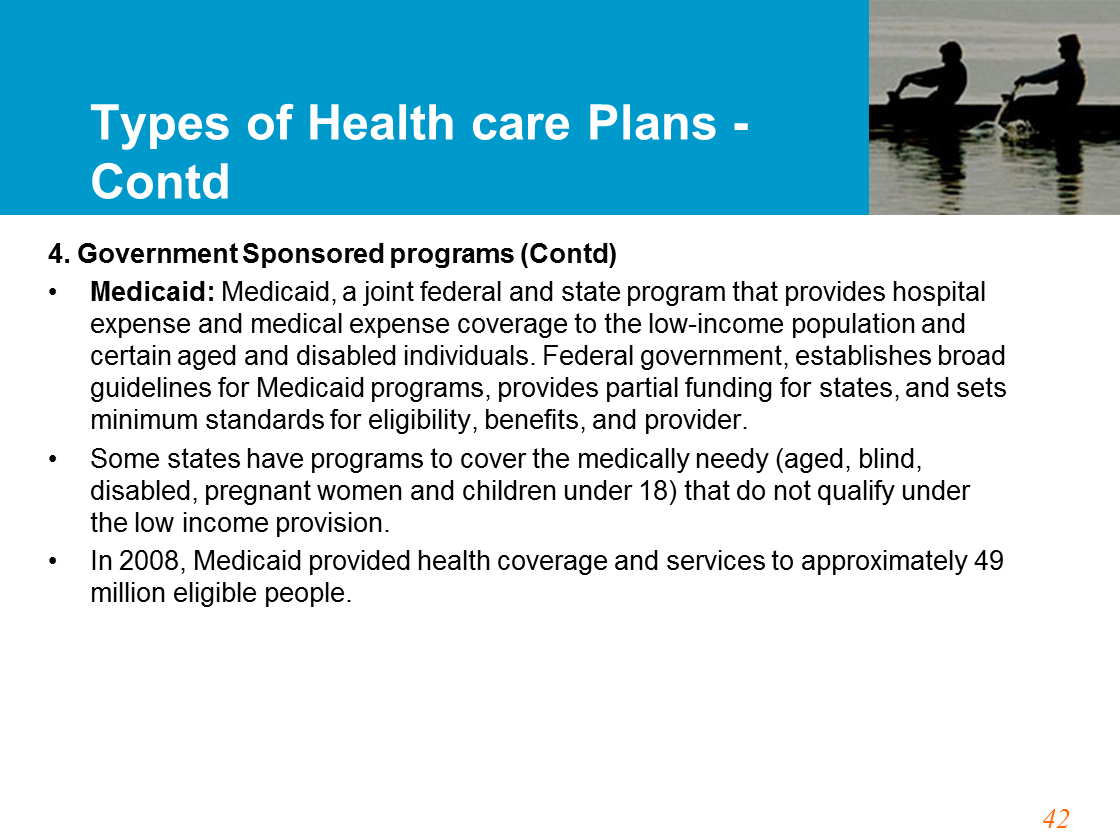 Types of Health care Plans -
Contd
4. Government Sponsored programs (Contd)
• Medicaid: Medicaid, a joint federal and state program that provides hospital
expense and medical expense coverage to the low-income population and
certain aged and disabled individuals. Federal government, establishes broad
guidelines for Medicaid programs, provides partial funding for states, and sets
minimum standards for eligibility, benefits, and provider.
• Some states have programs to cover the medically needy (aged, blind,
disabled, pregnant women and children under 18) that do not qualify under
the low income provision.
• In 2008, Medicaid provided health coverage and services to approximately 49
million eligible people.
42